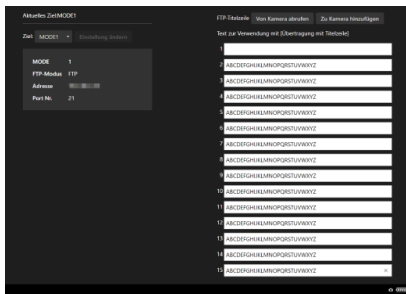 Aktuelles Ziel:MODE1
Ziel: MODE1 Einstellung ändern
MODE 1
FTP-Modus FTP
Adresse
Port Nr. 21
FTP-Titelzeile Von Kamera abrufen Zu Kamera hinzufügen
Text zur Verwendung mit [Übertragung mit Titelzeile]
1
2 ABCDEFGHIJKLMNOPQRSTUVWXYZ
3 ABCDEFGHIJKLMNOPQRSTUVWXYZ
4 ABCDEFGHIJKLMNOPQRSTUVWXYZ
5 ABCDEFGHIJKLMNOPQRSTUVWXYZ
6 ABCDEFGHIJKLMNOPQRSTUVWXYZ
7 ABCDEFGHIJKLMNOPQRSTUVWXYZ
8 ABCDEFGHIJKLMNOPQRSTUVWXYZ
9 ABCDEFGHIJKLMNOPQRSTUVWXYZ
10 ABCDEFGHIJKLMNOPQRSTUVWXYZ
11 ABCDEFGHIJKLMNOPQRSTUVWXYZ
12 ABCDEFGHIJKLMNOPQRSTUVWXYZ
13 ABCDEFGHIJKLMNOPQRSTUVWXYZ
14 ABCDEFGHIJKLMNOPQRSTUVWXYZ
15 ABCDEFGHIJKLMNOPQRSTUVWXYZ